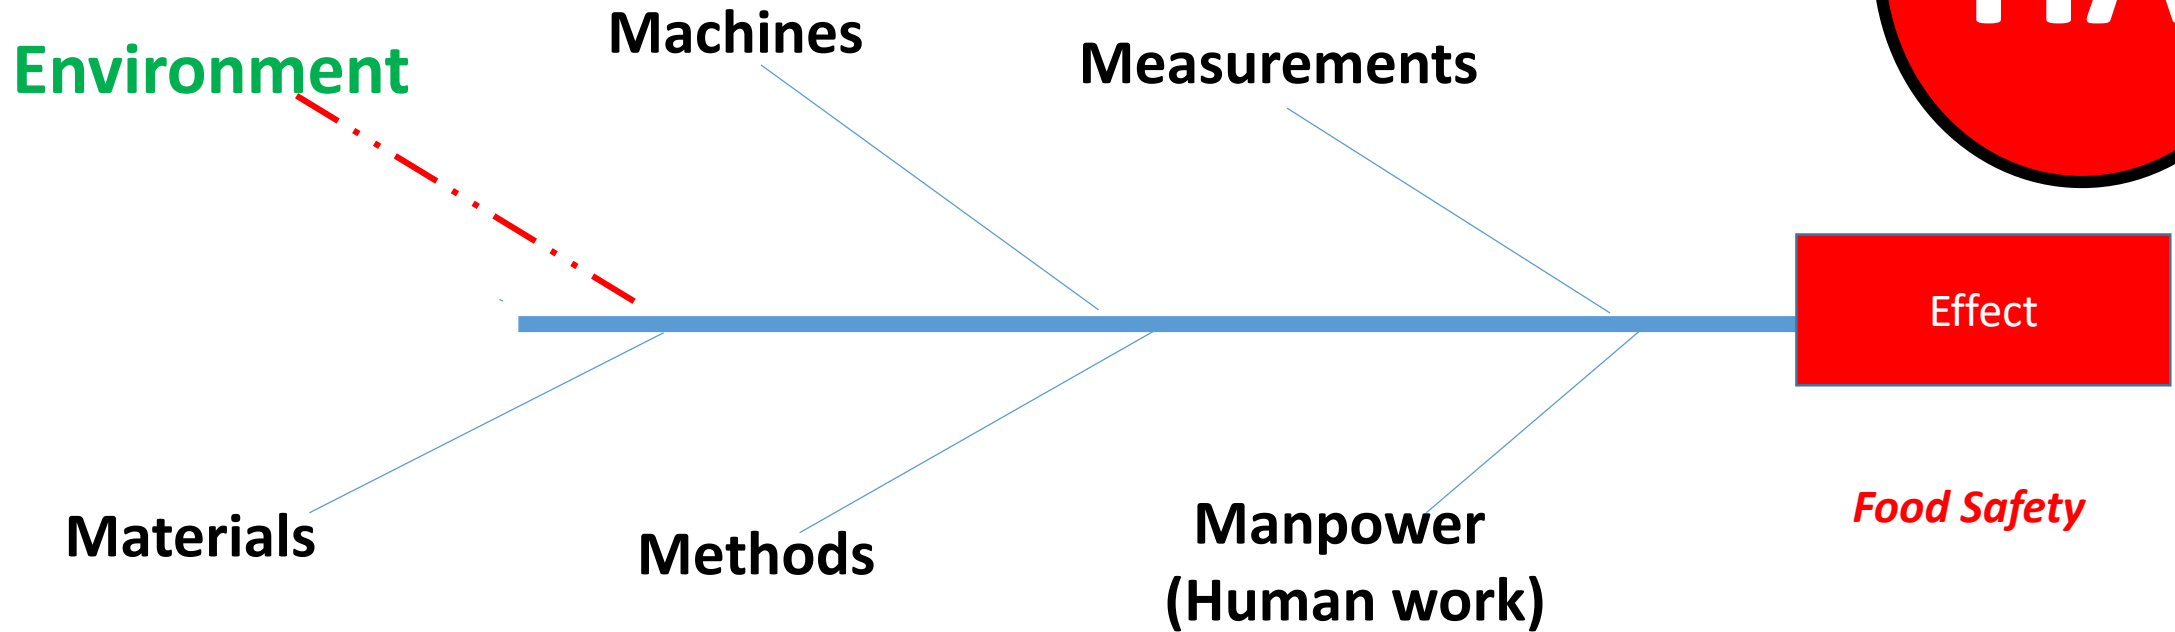 Machines
Measurements
Environment
Effect
Materials
Methods
Manpower
(Human work)
Food Safety